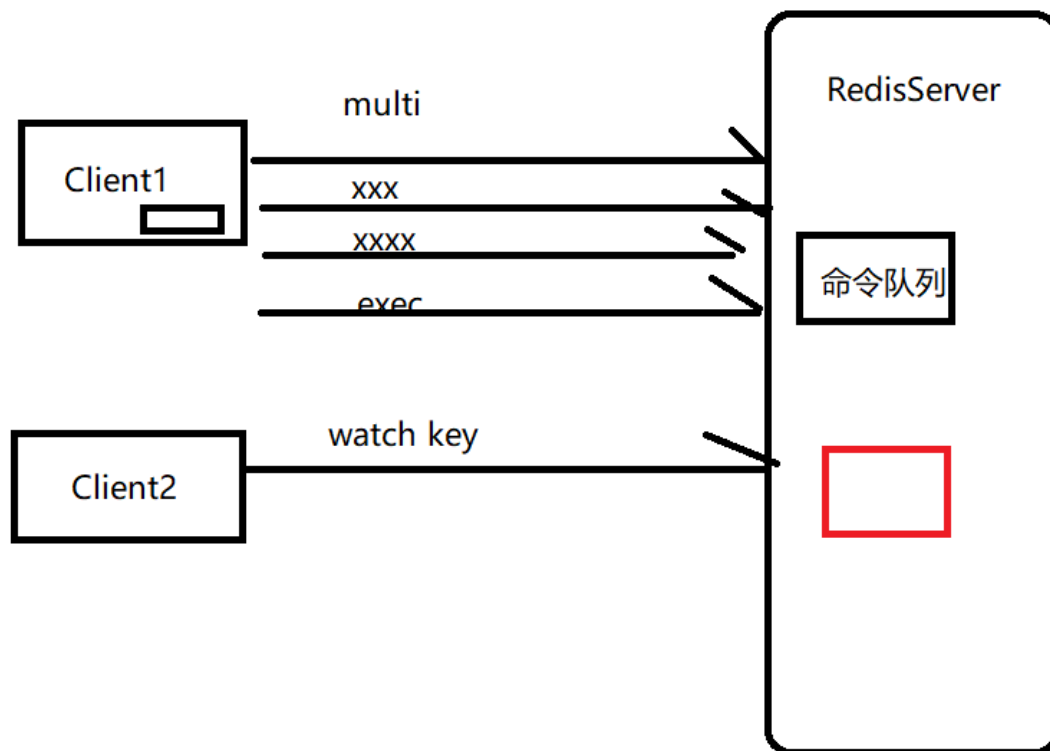 multi
RedisServer
Client1
xxx
xxxx
命令队列
exec
watch key
Client2